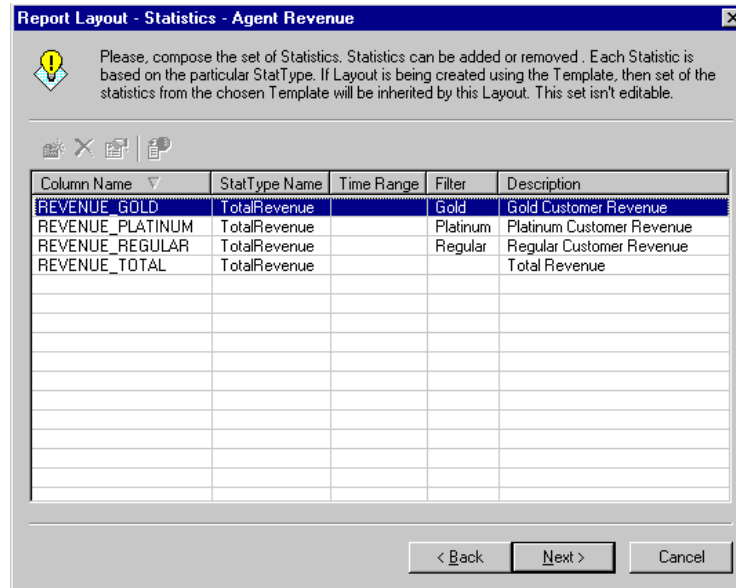 Report Layout - Statistics - Agent Revenue
Please, compose the set of Statistics. Statistics can be added or removed . Each Statistic is
based on the particular StatType. If Layout is being created using the Template, then set of the
statistics from the chosen Template will be inherited by this Layout. This set isn't editable.
Column Name StatType Name Time Range Filter Description
REVENUE_GOLD TotalRevenue Gold Gold Customer Revenue
REVENUE_PLATINUM TotalRevenue Platinum Platinum Customer Revenue
REVENUE_REGULAR TotalRevenue Regular Regular Customer Revenue
REVENUE_TOTAL TotalRevenue Total Revenue
< Back Next > Cancel